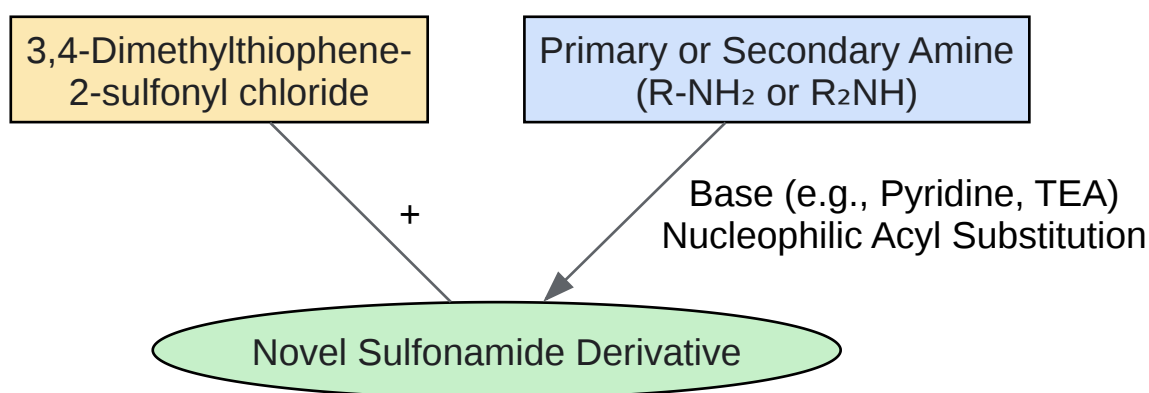 3,4-Dimethylthiophene-
2-sulfonyl chloride
Primary or Secondary Amine
(R-NH₂ or R₂NH)
+
Base (e.g., Pyridine, TEA)
Nucleophilic Acyl Substitution
Novel Sulfonamide Derivative